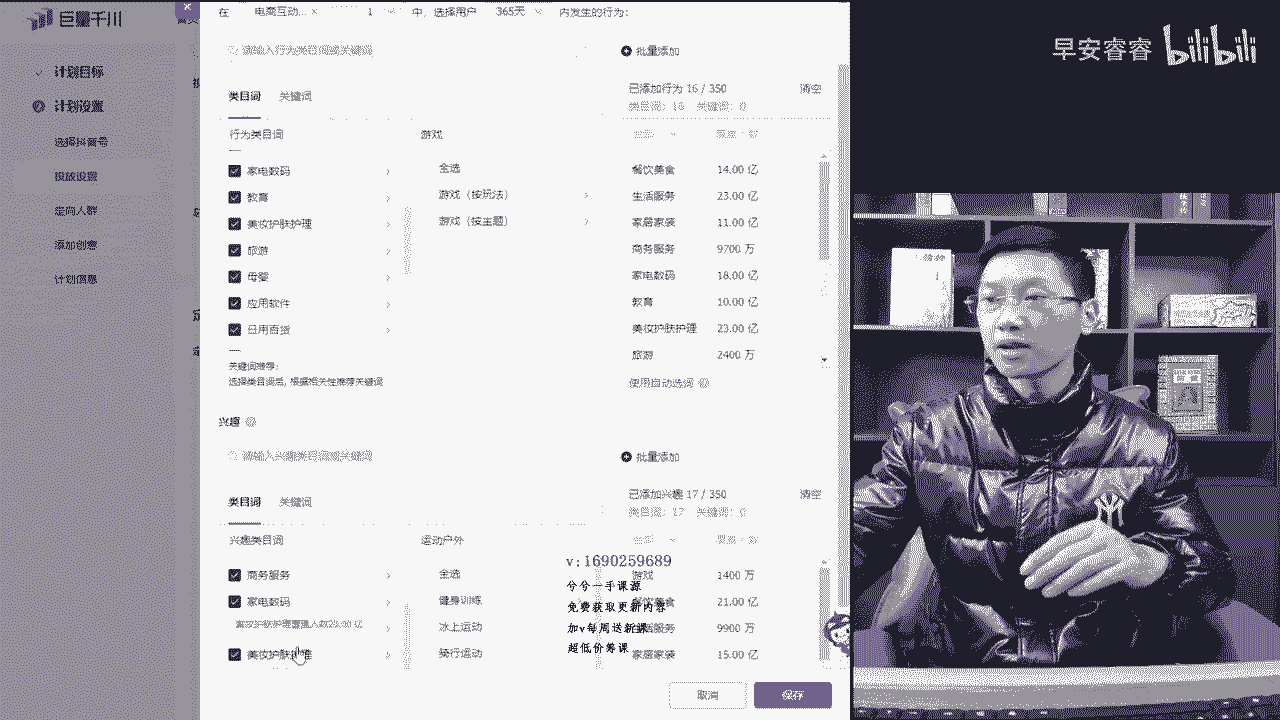 巨量千川
计划目标
计划设置
选择抖音号
投放设置
定向人群
添加创意
计划信息
在 电商互动... × 1 中，选择用户 365天 内发生的行为：
请输入行为类目词或关键词
批量添加
类目词 关键词
已添加行为 16 / 350 清空
类目词：16 关键词：0
行为类目词 游戏
家电数码
教育
美妆护肤护理
旅游
母婴
应用软件
日用百货
全选
游戏（按玩法）
游戏（按主题）
餐饮美食 14.00 亿
生活服务 23.00 亿
家居家装 11.00 亿
商务服务 9700 万
家电数码 18.00 亿
教育 10.00 亿
美妆护肤护理 23.00 亿
旅游 2400 万
关键词推荐：
选择类目词后，根据相关性推荐关键词
使用自动选词
兴趣
请输入兴趣类目词或关键词
批量添加
类目词 关键词
已添加兴趣 17 / 350 清空
类目词：17 关键词：0
兴趣类目词 运动户外
商务服务
家电数码
美妆护肤护理
全选
健身训练
冰上运动
骑行运动
游戏 1400 万
餐饮美食 21.00 亿
生活服务 9900 万
家居家装 15.00 亿
v:1690259689
兮兮一手课源
免费获取更新内容
加v每周送新课
超低价筹课
取消 保存
早安睿睿 bilibili